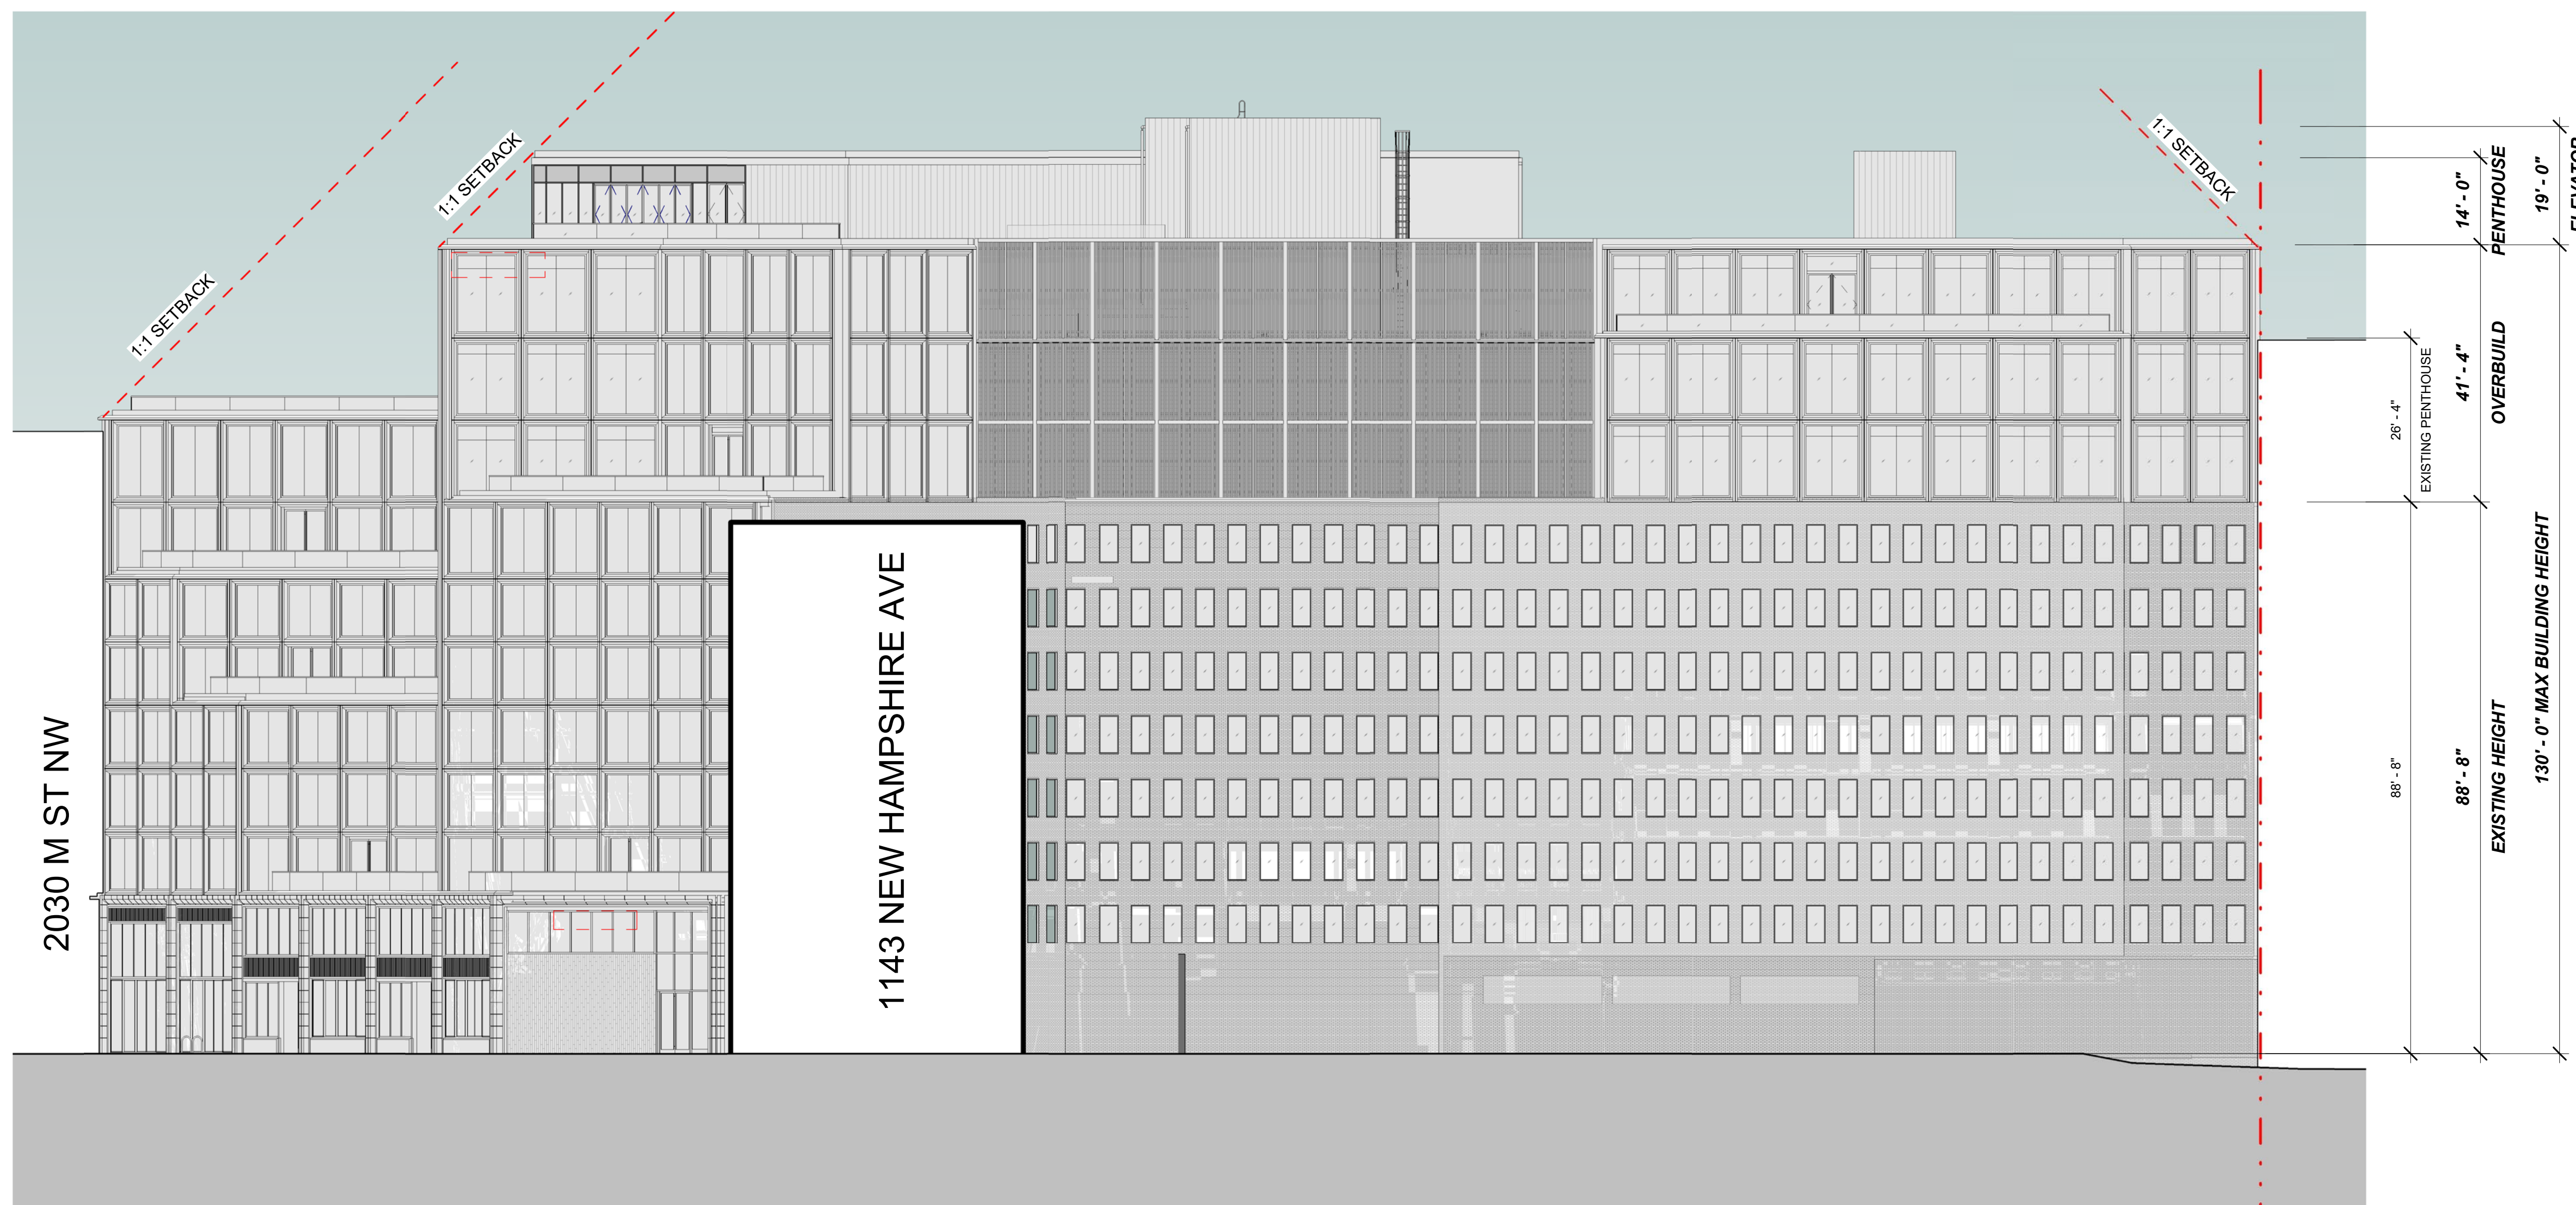 1:1 SETBACK
1:1 SETBACK
1:1 SETBACK
2030 M ST NW
1143 NEW HAMPSHIRE AVE
26' - 4"
EXISTING PENTHOUSE
88' - 8"
14' - 0"
PENTHOUSE
41' - 4"
OVERBUILD
88' - 8"
EXISTING HEIGHT
19' - 0"
ELEVATOR
130' - 0" MAX BUILDING HEIGHT